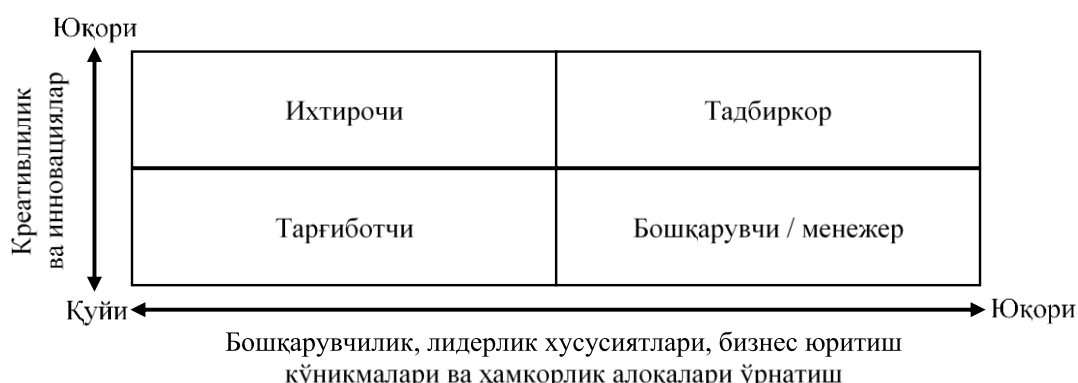 Юқори
Креативлилик
ва инновациялар
Ихтирочи
Тадбиркор
Тарғиботчи
Бошқарувчи / менежер
Қуйи
Юқори
Бошқарувчилик, лидерлик хусусиятлари, бизнес юритиш
кўникмалари ва ҳамкорлик алоқалари ўрнатиш